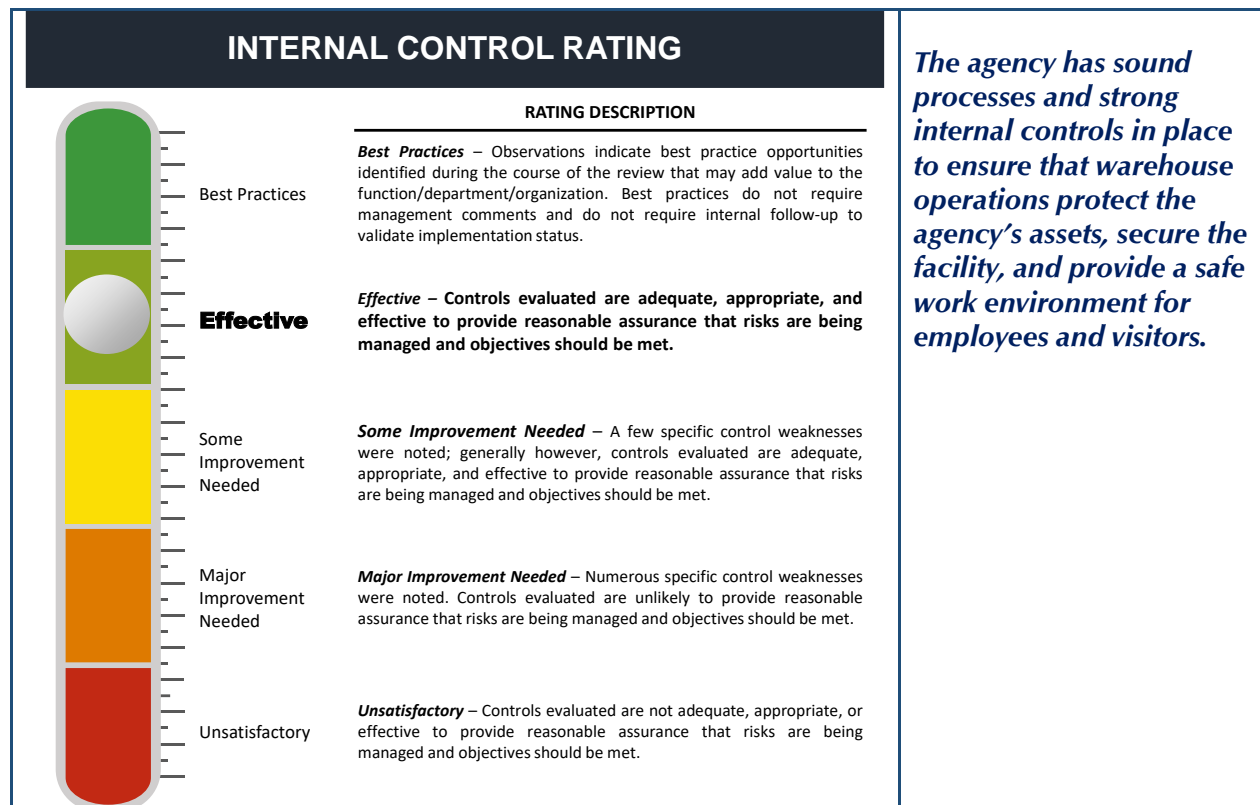 INTERNAL CONTROL RATING
RATING DESCRIPTION
Best Practices
Best Practices – Observations indicate best practice opportunities
identified during the course of the review that may add value to the
function/department/organization. Best practices do not require
management comments and do not require internal follow-up to
validate implementation status.
Effective
Effective – Controls evaluated are adequate, appropriate, and
effective to provide reasonable assurance that risks are being
managed and objectives should be met.
Some
Improvement
Needed
Some Improvement Needed – A few specific control weaknesses
were noted; generally however, controls evaluated are adequate,
appropriate, and effective to provide reasonable assurance that risks
are being managed and objectives should be met.
Major
Improvement
Needed
Major Improvement Needed – Numerous specific control weaknesses
were noted. Controls evaluated are unlikely to provide reasonable
assurance that risks are being managed and objectives should be met.
Unsatisfactory
Unsatisfactory – Controls evaluated are not adequate, appropriate, or
effective to provide reasonable assurance that risks are being
managed and objectives should be met.
The agency has sound
processes and strong
internal controls in place
to ensure that warehouse
operations protect the
agency’s assets, secure the
facility, and provide a safe
work environment for
employees and visitors.